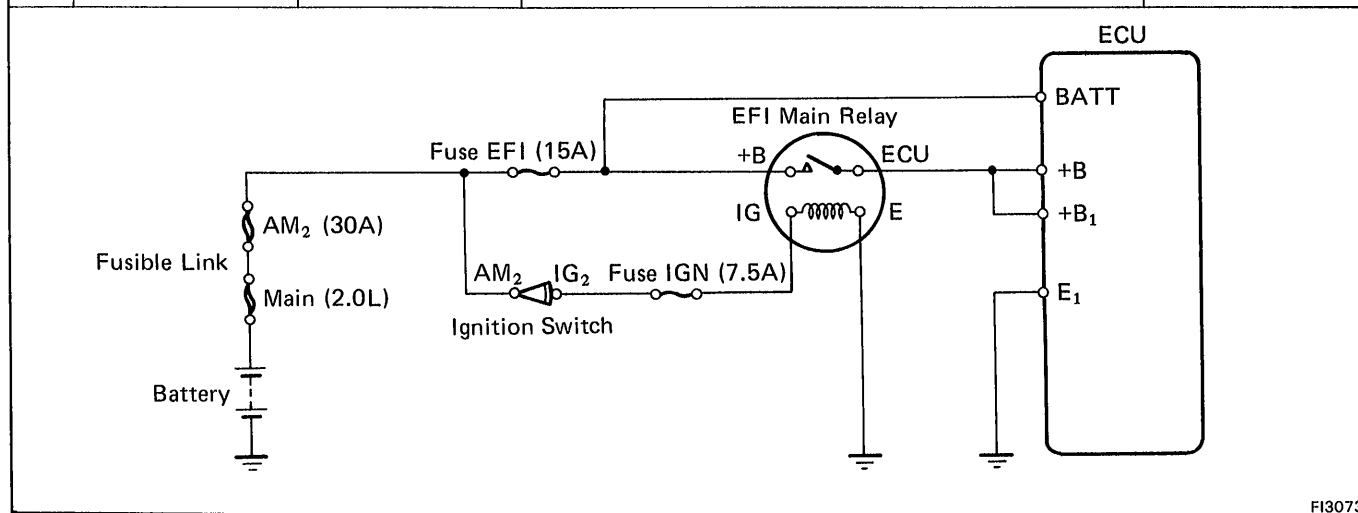 ECU
BATT
EFI Main Relay
Fuse EFI (15A)
+B
ECU
+B
AM₂ (30A)
IG
E
+B₁
Fusible Link
AM₂
IG₂
Fuse IGN (7.5A)
Main (2.0L)
E₁
Ignition Switch
Battery
FI3073